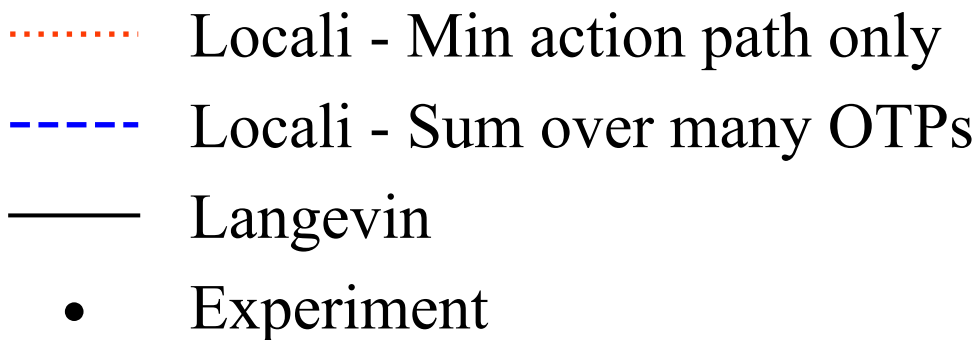 Locali - Min action path only
Locali - Sum over many OTPs
Langevin
Experiment